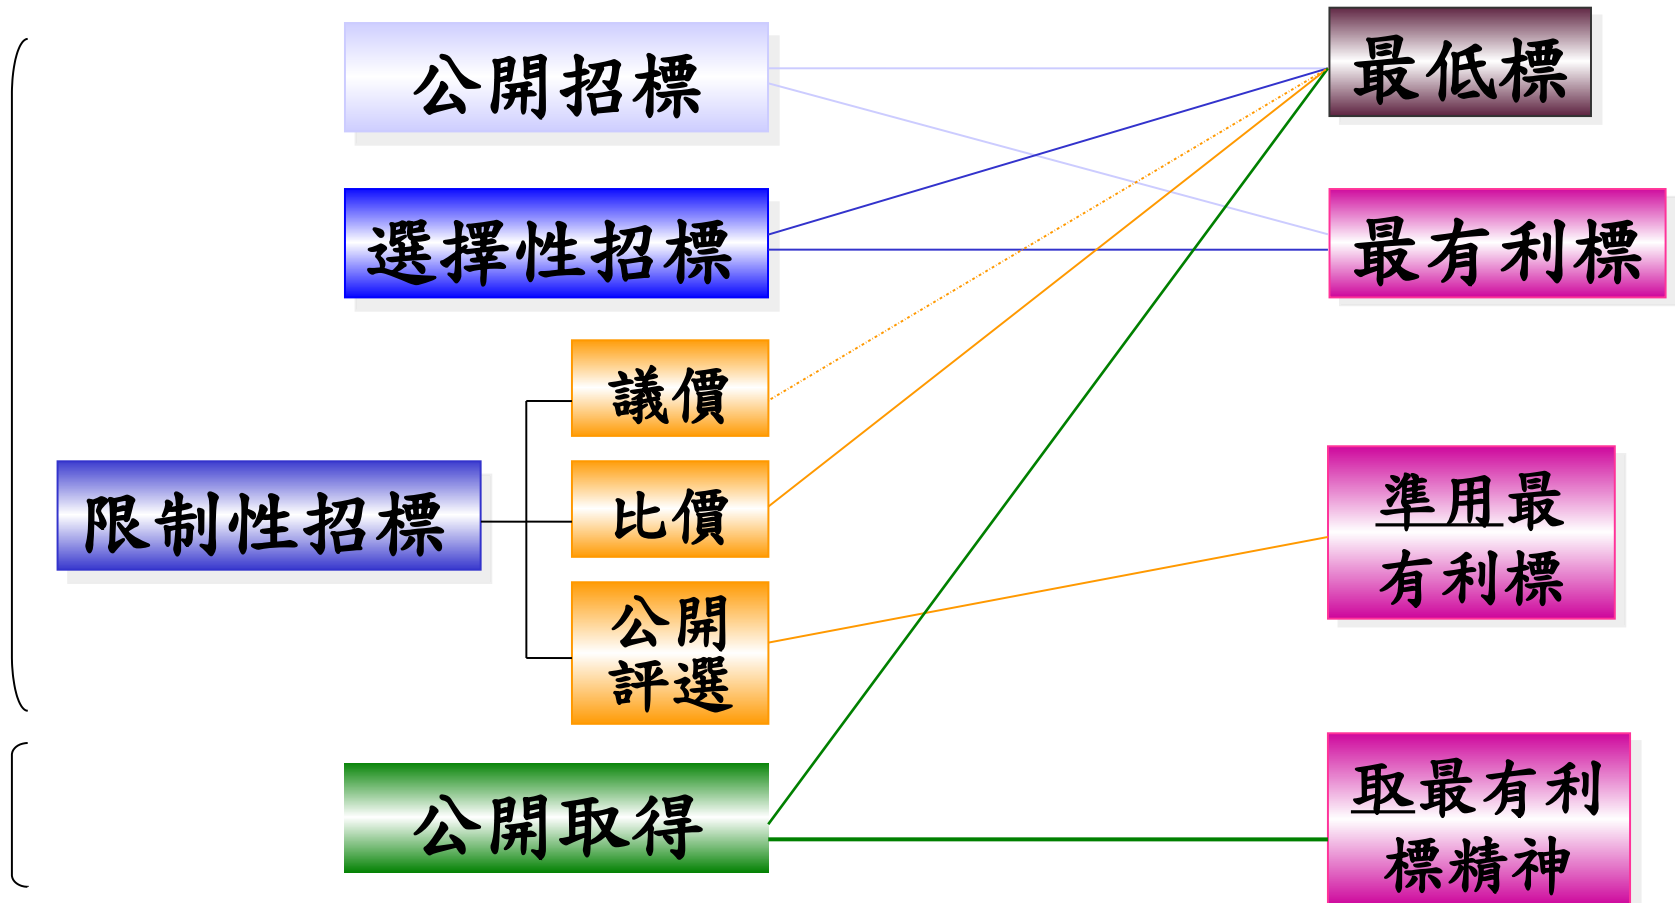 公開招標
最低標
選擇性招標
最有利標
議價
限制性招標
比價
準用最
有利標
公開
評選
公開取得
取最有利
標精神